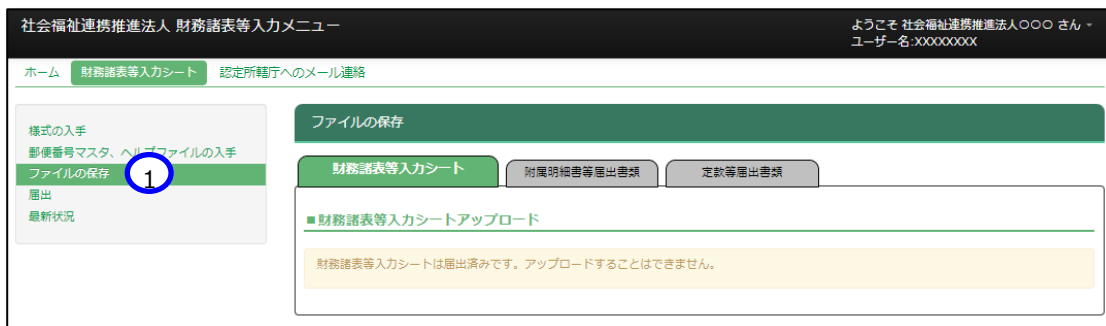 社会福祉連携推進法人 財務諸表等入力メニュー
ようこそ 社会福祉連携推進法人○○○ さん
ユーザー名:XXXXXXXX
ホーム 財務諸表等入力シート 認定所轄庁へのメール連絡
様式の入手
郵便番号マスタ、ヘルプファイルの入手
ファイルの保存
1
届出
最新状況
ファイルの保存
財務諸表等入力シート 附属明細書等届出書類 定款等届出書類
■財務諸表等入力シートアップロード
財務諸表等入力シートは届出済みです。アップロードすることはできません。